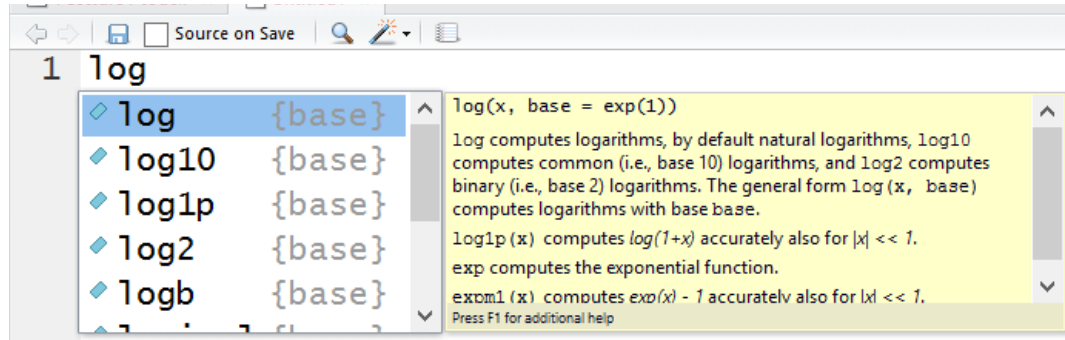 Source on Save
1 log
log {base}
log10 {base}
log1p {base}
log2 {base}
logb {base}
log(x, base = exp(1))
log computes logarithms, by default natural logarithms, log10
computes common (i.e., base 10) logarithms, and log2 computes
binary (i.e., base 2) logarithms. The general form log(x, base)
computes logarithms with base base.
log1p(x) computes log(1+x) accurately also for |x| << 1.
exp computes the exponential function.
expm1(x) computes exp(x) - 1 accurately also for |x| << 1.
Press F1 for additional help